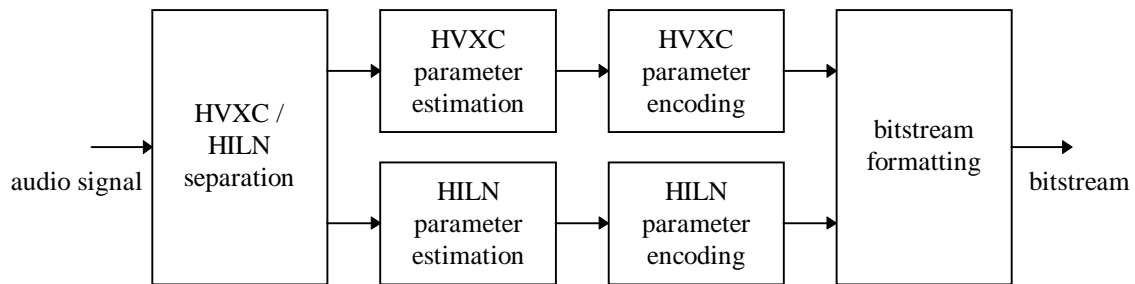 audio signal
HVXC /
HILN
separation
HVXC
parameter
estimation
HVXC
parameter
encoding
HILN
parameter
estimation
HILN
parameter
encoding
bitstream
formatting
bitstream